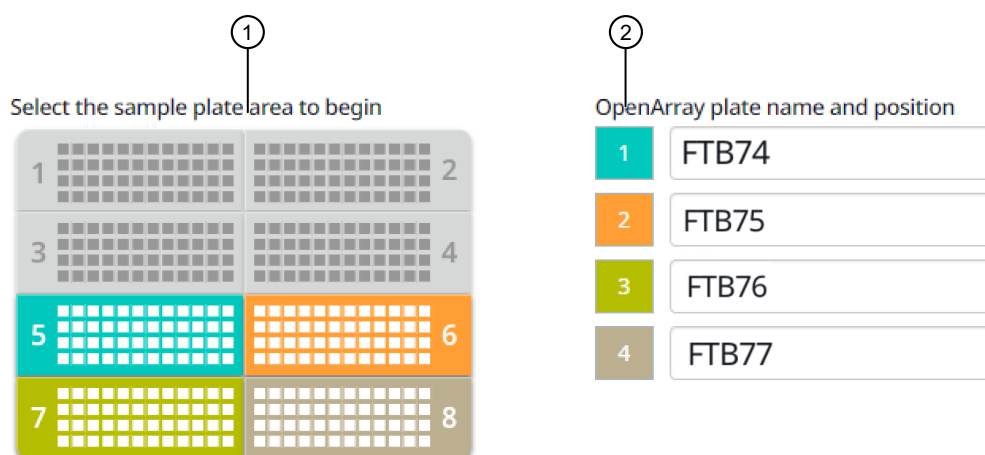 1
2
Select the sample plate area to begin
OpenArray plate name and position
1
2
3
4
5
6
7
8
1 FTB74
2 FTB75
3 FTB76
4 FTB77